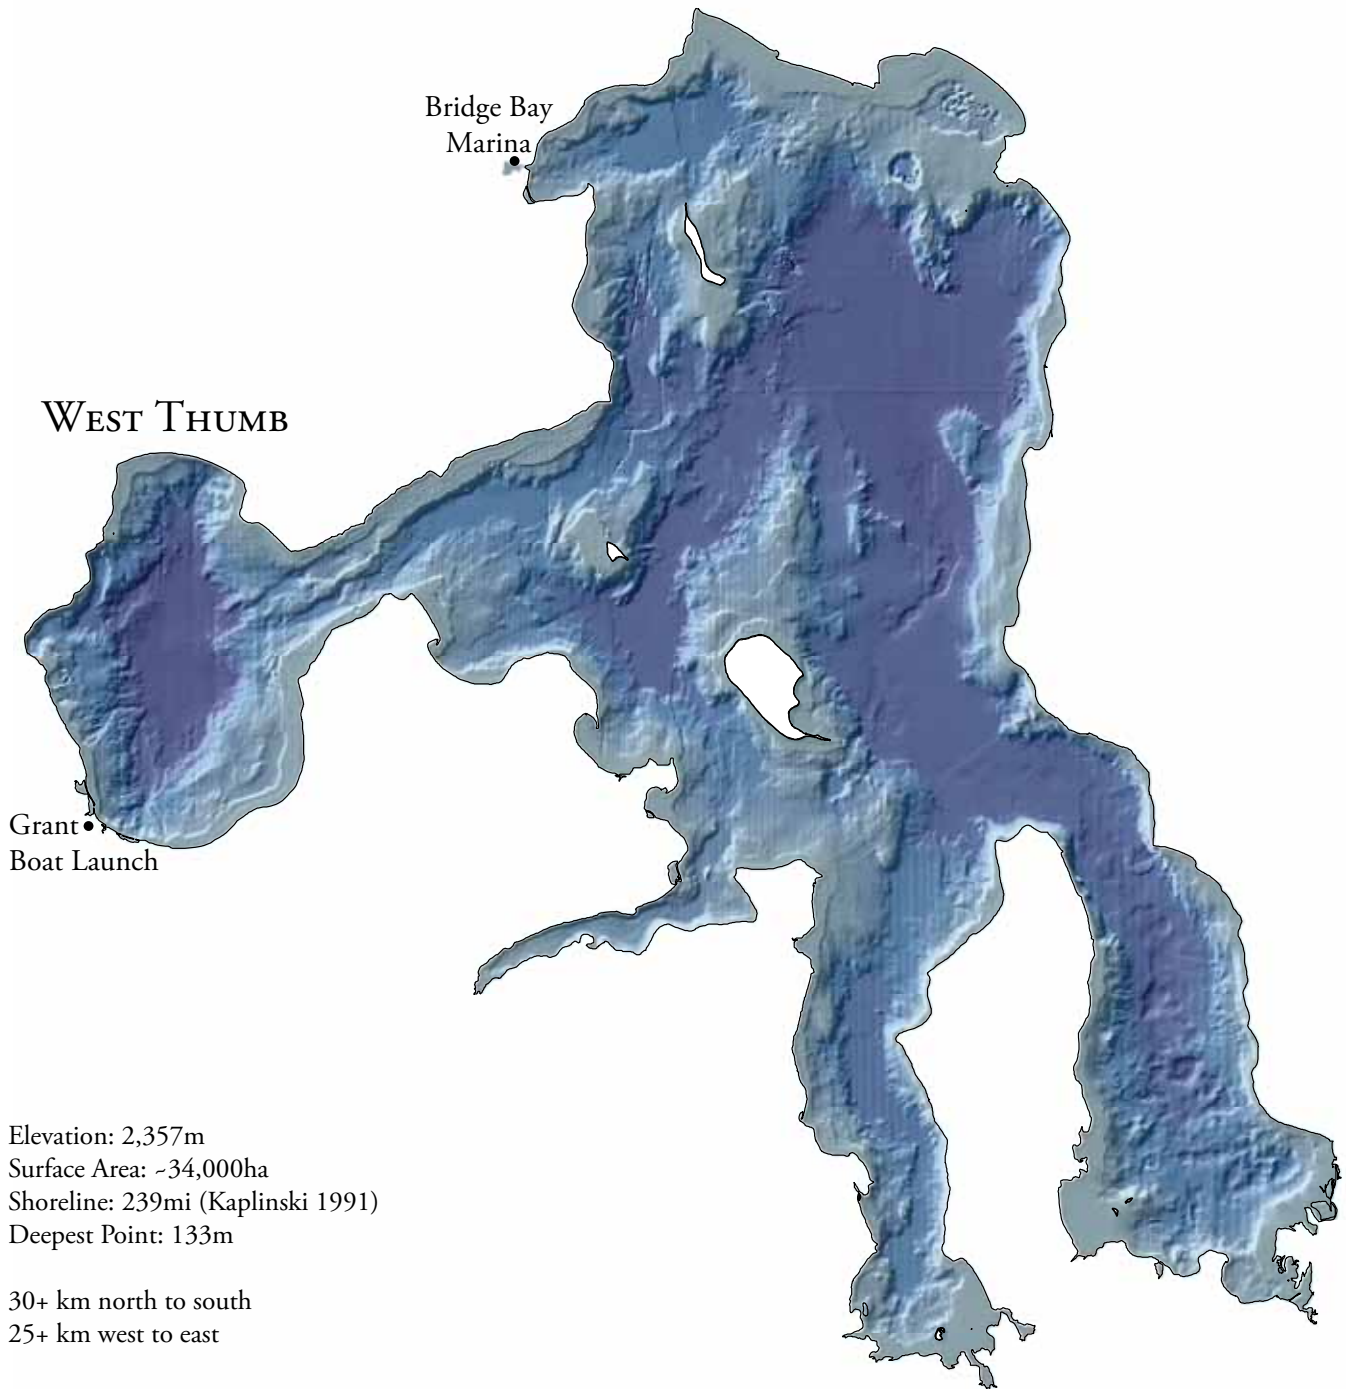 Bridge Bay
Marina
West Thumb
Grant
Boat Launch
Elevation: 2,357m
Surface Area: ~34,000ha
Shoreline: 239mi (Kaplinski 1991)
Deepest Point: 133m
30+ km north to south
25+ km west to east